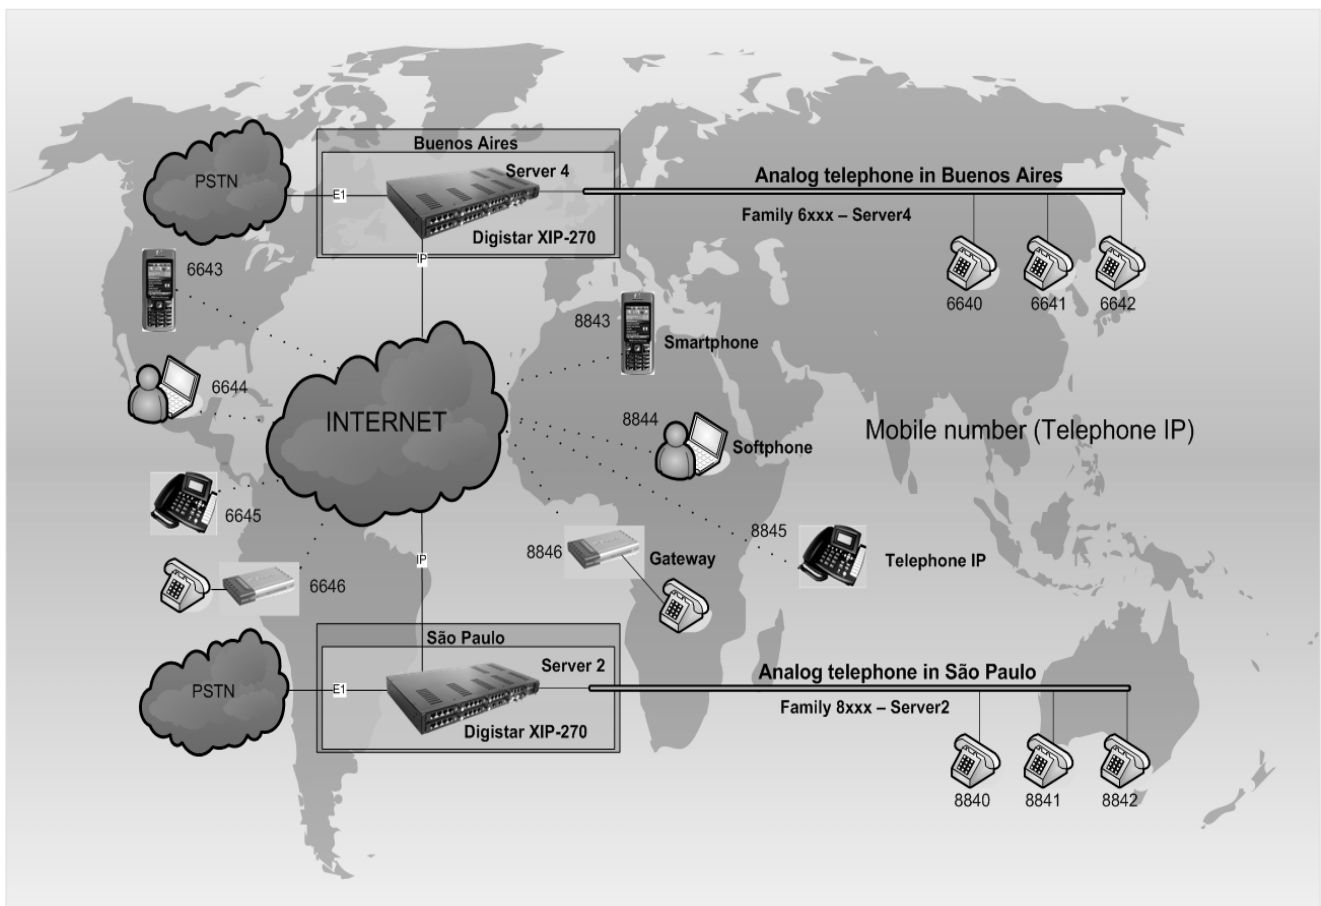 Buenos Aires
PSTN
E1
Server 4
Digistar XIP-270
IP
Analog telephone in Buenos Aires
Family 6xxx – Server4
6640
6641
6642
6643
6644
6645
6646
INTERNET
8843
Smartphone
8844
Softphone
Mobile number (Telephone IP)
8845
Telephone IP
8846
Gateway
IP
São Paulo
PSTN
E1
Server 2
Digistar XIP-270
Analog telephone in São Paulo
Family 8xxx – Server2
8840
8841
8842